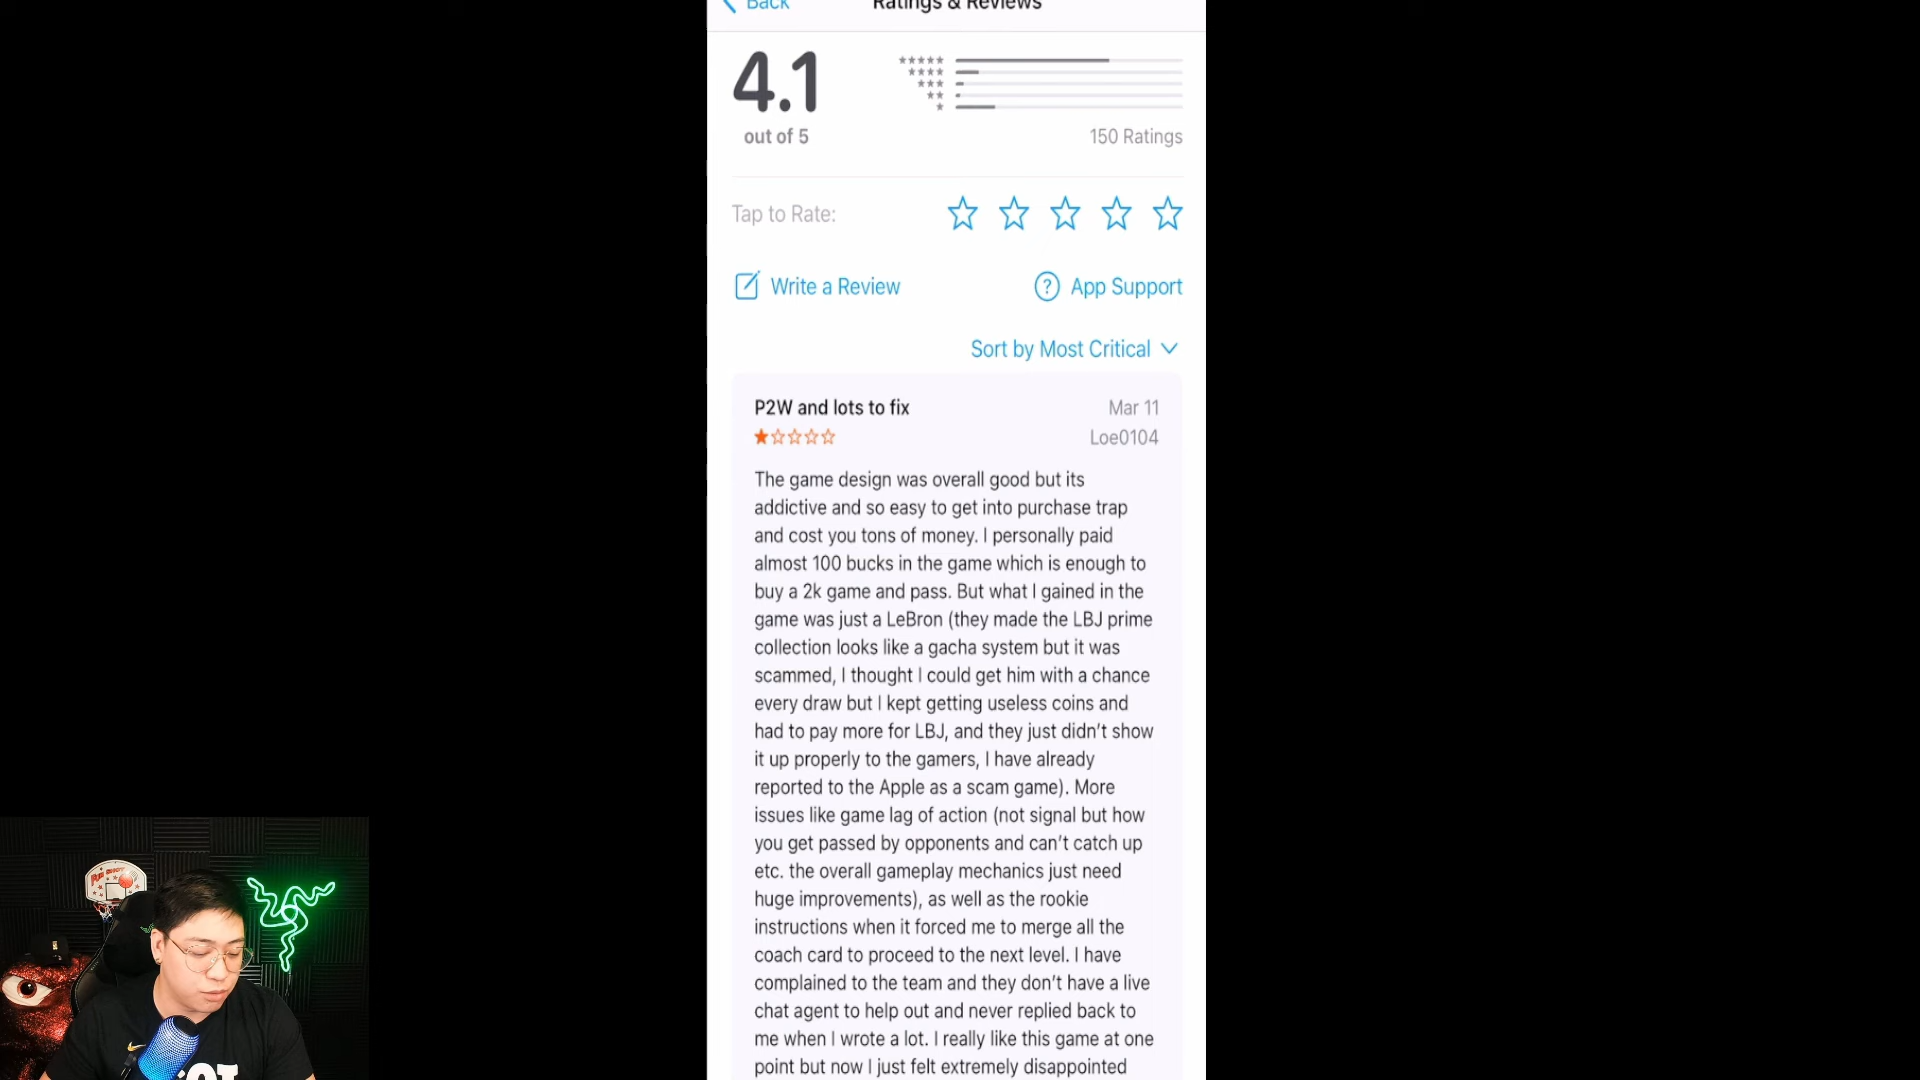 Back
Ratings & Reviews
4.1
out of 5
150 Ratings
Tap to Rate:
Write a Review
App Support
Sort by Most Critical
P2W and lots to fix
Mar 11
Loe0104
The game design was overall good but its
addictive and so easy to get into purchase trap
and cost you tons of money. I personally paid
almost 100 bucks in the game which is enough to
buy a 2k game and pass. But what I gained in the
game was just a LeBron (they made the LBJ prime
collection looks like a gacha system but it was
scammed, I thought I could get him with a chance
every draw but I kept getting useless coins and
had to pay more for LBJ, and they just didn't show
it up properly to the gamers, I have already
reported to the Apple as a scam game). More
issues like game lag of action (not signal but how
you get passed by opponents and can't catch up
etc. the overall gameplay mechanics just need
huge improvements), as well as the rookie
instructions when it forced me to merge all the
coach card to proceed to the next level. I have
complained to the team and they don't have a live
chat agent to help out and never replied back to
me when I wrote a lot. I really like this game at one
point but now I just felt extremely disappointed